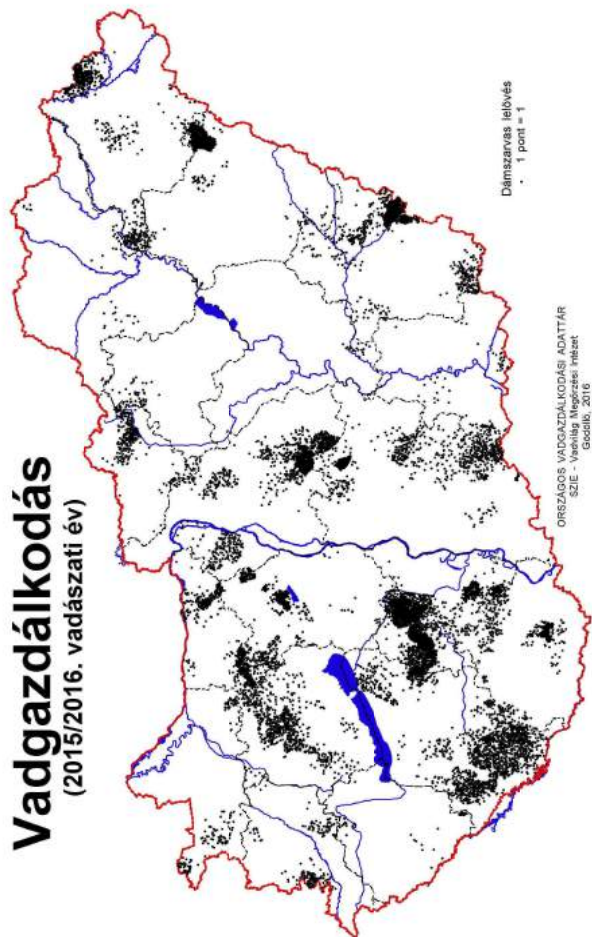 Vadgazdálkodás
(2015/2016. vadászati év)
Dámszarvas lelövés
· 1 pont = 1
ORSZÁGOS VADGAZDÁLKODÁSI ADATTÁR
SZIE - Vadvilág Megőrzési Intézet
Gödöllő, 2016